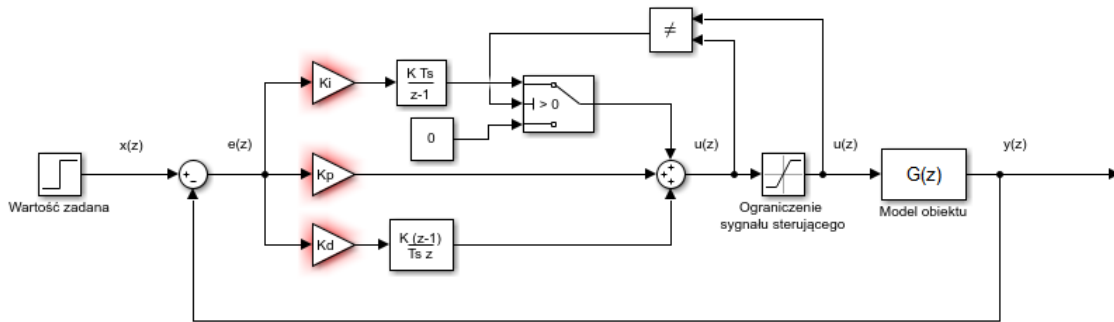 ≠
Ki
K Ts
z-1
> 0
0
x(z)
e(z)
u(z)
u(z)
y(z)
+
−
Kp
+
+
+
G(z)
Wartość zadana
Ograniczenie
sygnału sterującego
Model obiektu
Kd
K (z-1)
Ts z